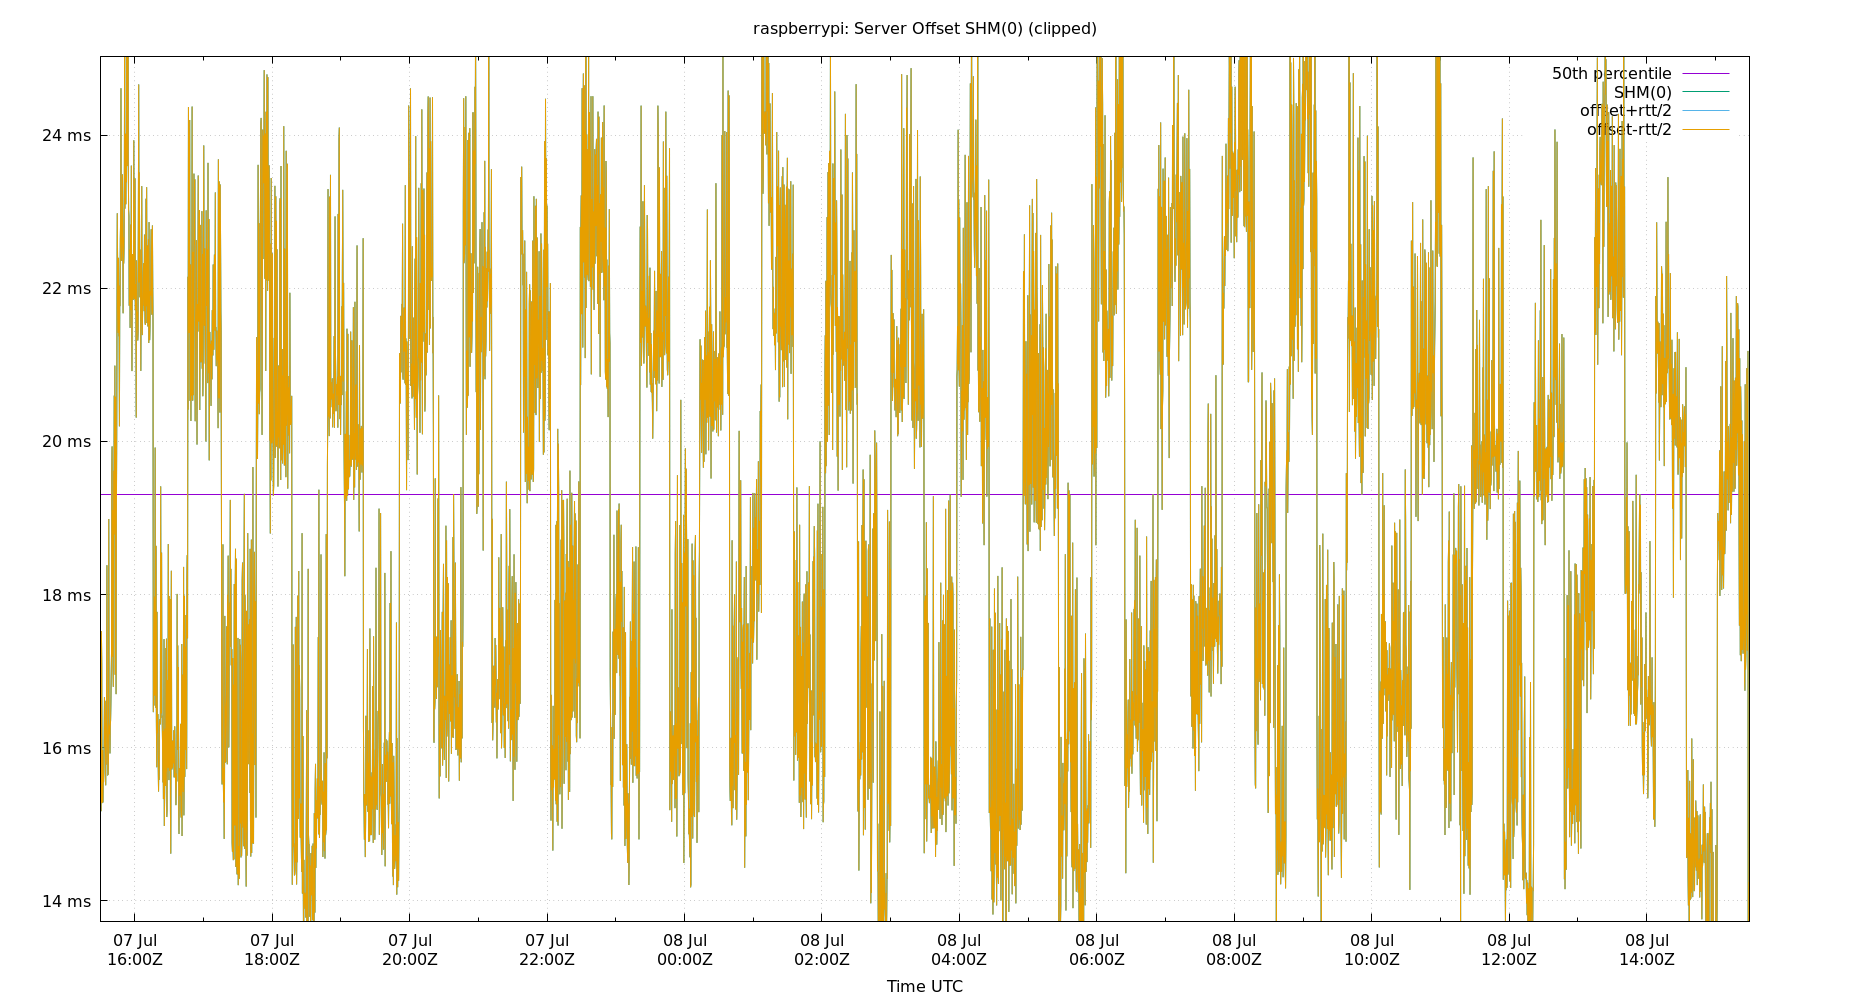 raspberrypi: Server Offset SHM(0) (clipped)
50th percentile
SHM(0)
offset+rtt/2
offset-rtt/2
24 ms
22 ms
20 ms
18 ms
16 ms
14 ms
07 Jul 07 Jul 07 Jul 07 Jul 08 Jul 08 Jul 08 Jul 08 Jul 08 Jul 08 Jul 08 Jul 08 Jul
16:00Z 18:00Z 20:00Z 22:00Z 00:00Z 02:00Z 04:00Z 06:00Z 08:00Z 10:00Z 12:00Z 14:00Z
Time UTC